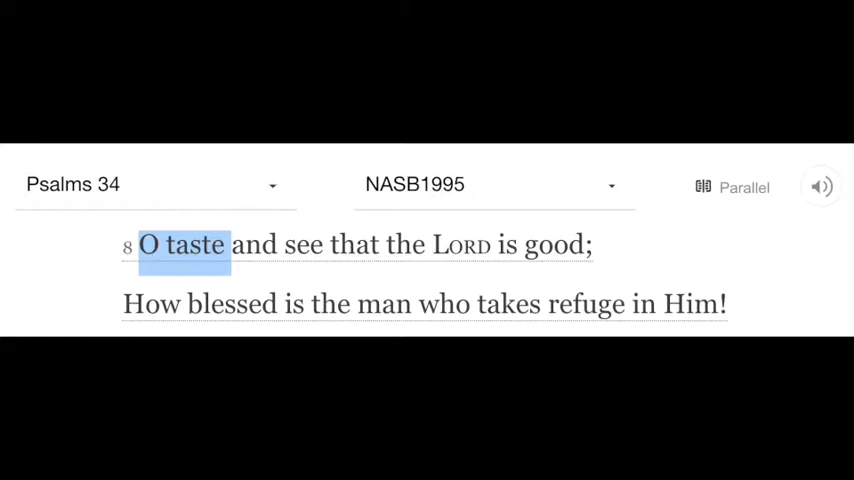 Psalms 34 NASB1995 Parallel
8 O taste and see that the LORD is good;
How blessed is the man who takes refuge in Him!